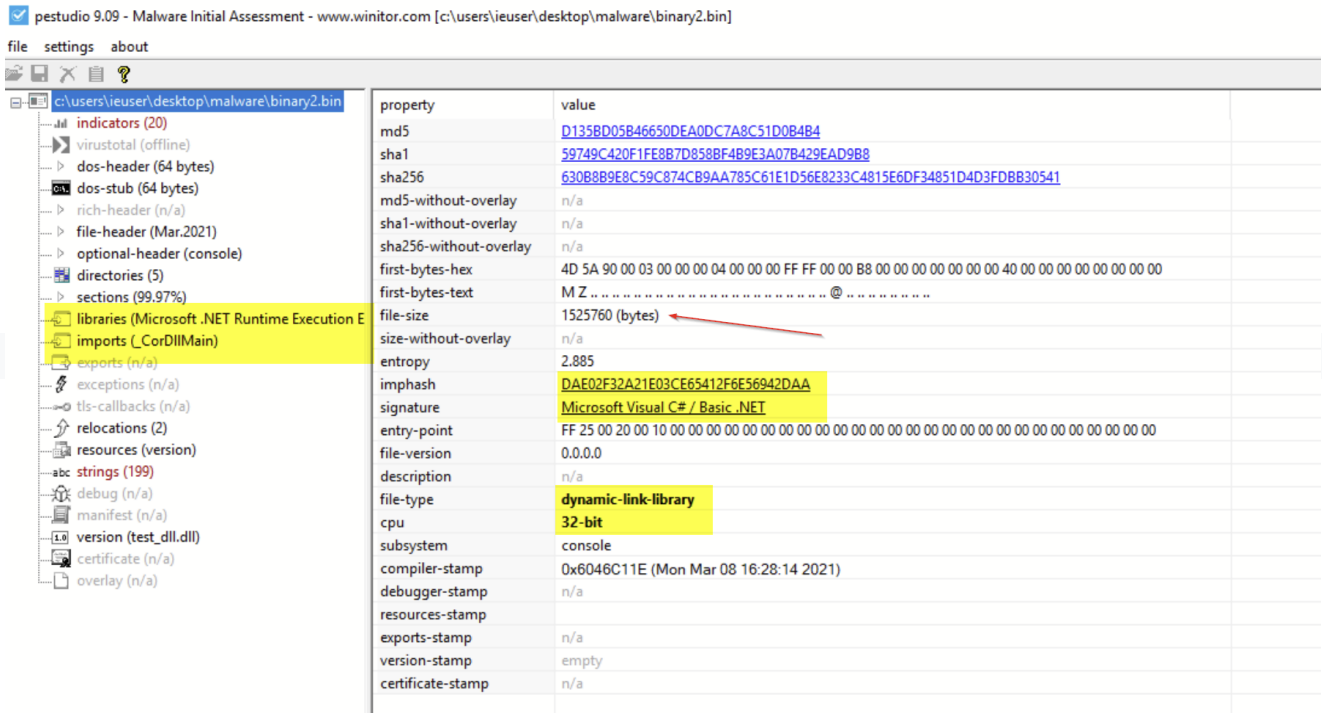 pestudio 9.09 - Malware Initial Assessment - www.winitor.com [c:\users\ieuser\desktop\malware\binary2.bin]
file settings about
c:\users\ieuser\desktop\malware\binary2.bin
indicators (20)
virustotal (offline)
dos-header (64 bytes)
dos-stub (64 bytes)
rich-header (n/a)
file-header (Mar.2021)
optional-header (console)
directories (5)
sections (99.97%)
libraries (Microsoft .NET Runtime Execution E
imports (_CorDllMain)
exports (n/a)
exceptions (n/a)
tls-callbacks (n/a)
relocations (2)
resources (version)
abc strings (199)
debug (n/a)
manifest (n/a)
1.0 version (test_dll.dll)
certificate (n/a)
overlay (n/a)
property value
md5 D135BD05B46650DEA0DC7A8C51D0B4B4
sha1 59749C420F1FE8B7D858BF4B9E3A07B429EAD9B8
sha256 630B8B9E8C59C874CB9AA785C61E1D56E8233C4815E6DF34851D4D3FDBB30541
md5-without-overlay n/a
sha1-without-overlay n/a
sha256-without-overlay n/a
first-bytes-hex 4D 5A 90 00 03 00 00 00 04 00 00 00 FF FF 00 00 B8 00 00 00 00 00 00 00 40 00 00 00 00 00 00 00 00
first-bytes-text M Z .. .. .. .. .. .. .. .. .. .. .. .. .. .. .. .. .. .. .. .. .. .. @ .. .. .. .. .. .. .. ..
file-size 1525760 (bytes)
size-without-overlay n/a
entropy 2.885
imphash DAE02F32A21E03CE65412F6E56942DAA
signature Microsoft Visual C# / Basic .NET
entry-point FF 25 00 20 00 10 00 00 00 00 00 00 00 00 00 00 00 00 00 00 00 00 00 00 00 00 00 00 00 00 00 00 00
file-version 0.0.0.0
description n/a
file-type dynamic-link-library
cpu 32-bit
subsystem console
compiler-stamp 0x6046C11E (Mon Mar 08 16:28:14 2021)
debugger-stamp n/a
resources-stamp
exports-stamp n/a
version-stamp empty
certificate-stamp n/a